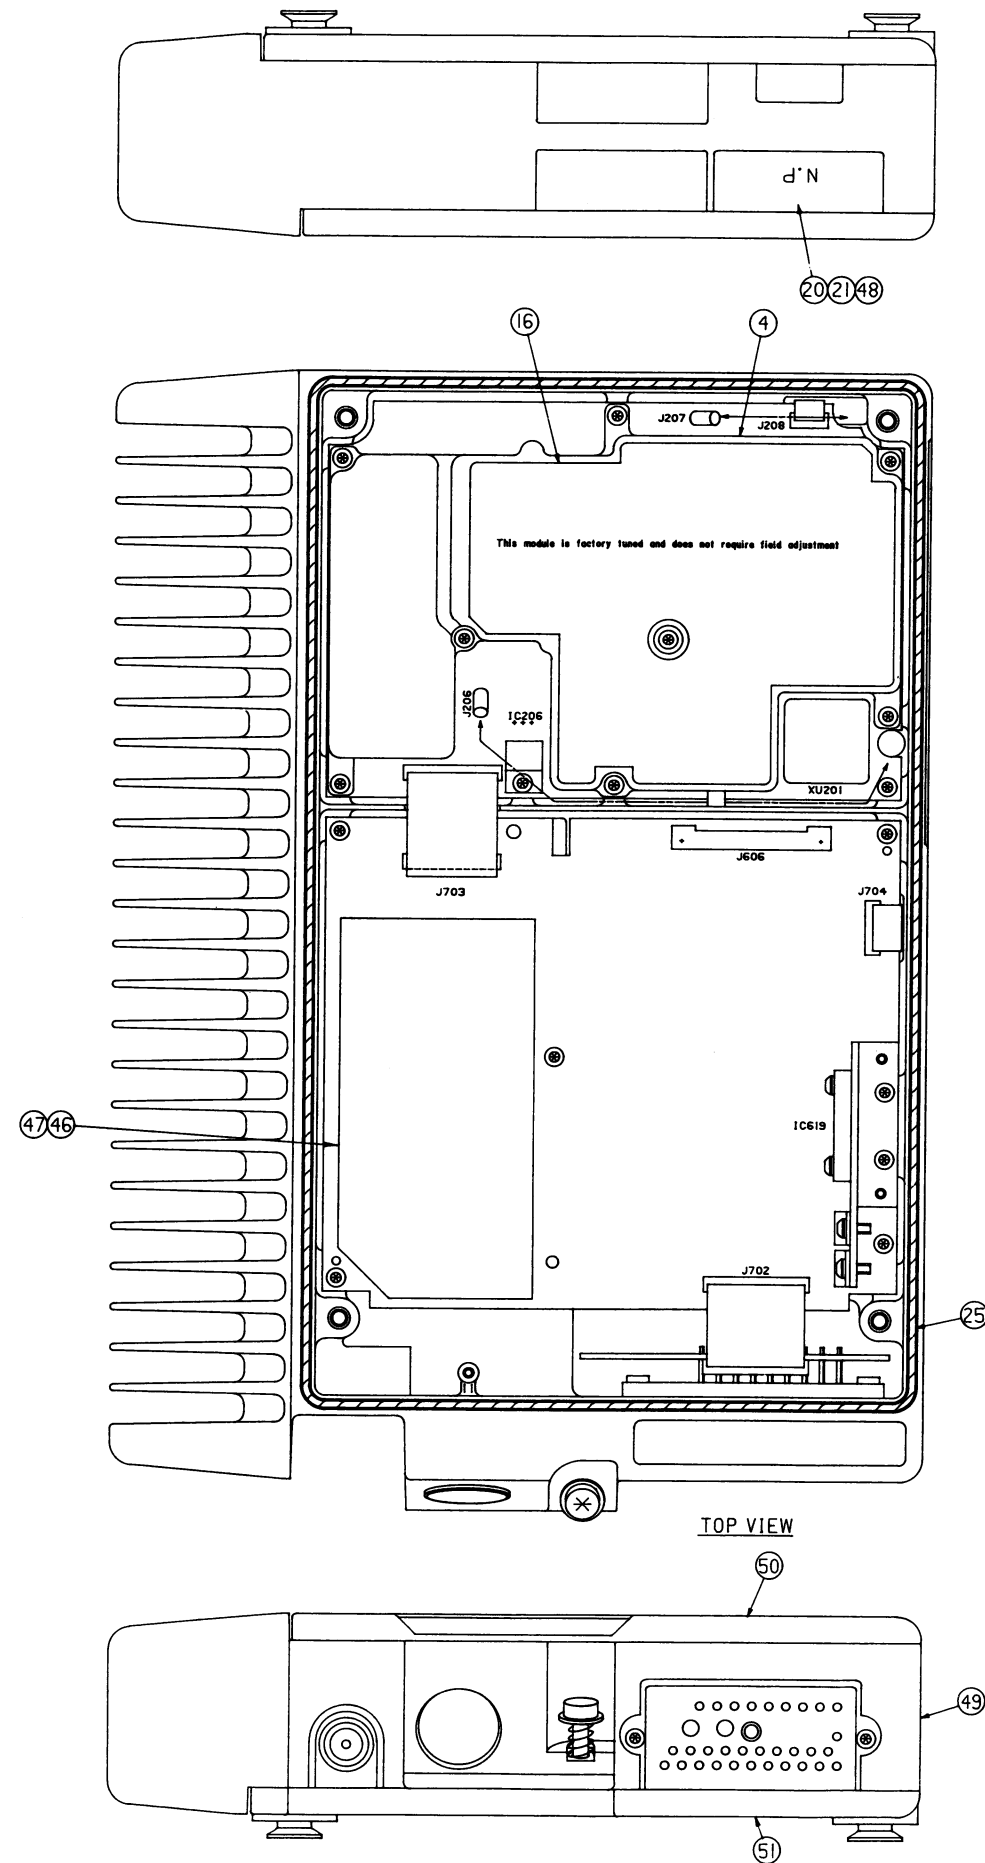 N.P
20 21 48
16
4
J207
J208
This module is factory tuned and does not require field adjustment
J206
IC206
XU201
J606
J703
J704
47 46
IC619
J702
25
TOP VIEW
50
49
51